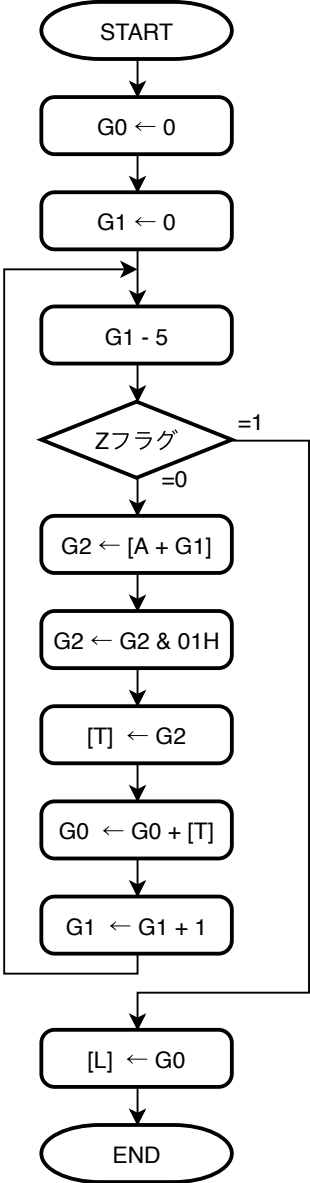 START
G0 ← 0
G1 ← 0
G1 - 5
Zフラグ
=1
=0
G2 ← [A + G1]
G2 ← G2 & 01H
[T] ← G2
G0 ← G0 + [T]
G1 ← G1 + 1
[L] ← G0
END